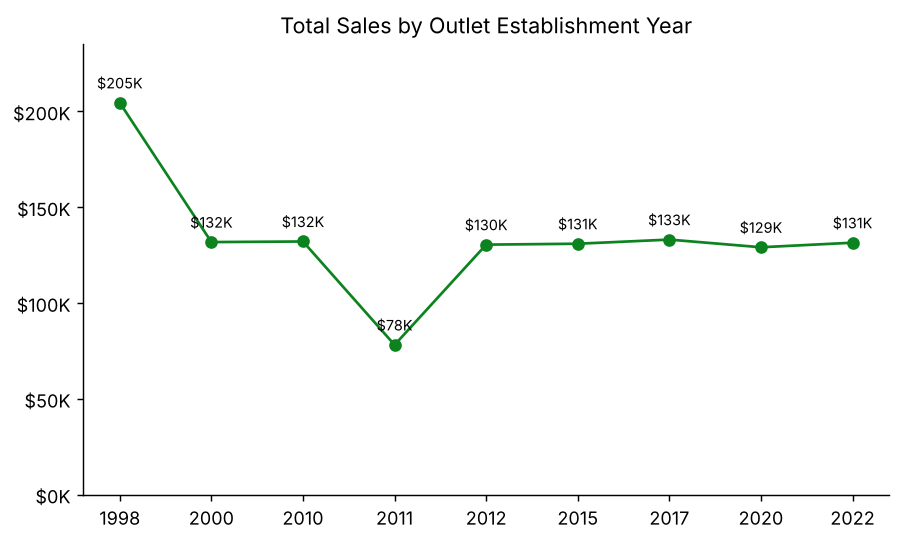 Total Sales by Outlet Establishment Year
$205K
$200K
$150K
$132K
$132K
$130K
$131K
$133K
$129K
$131K
$100K
$78K
$50K
$0K
1998 2000 2010 2011 2012 2015 2017 2020 2022